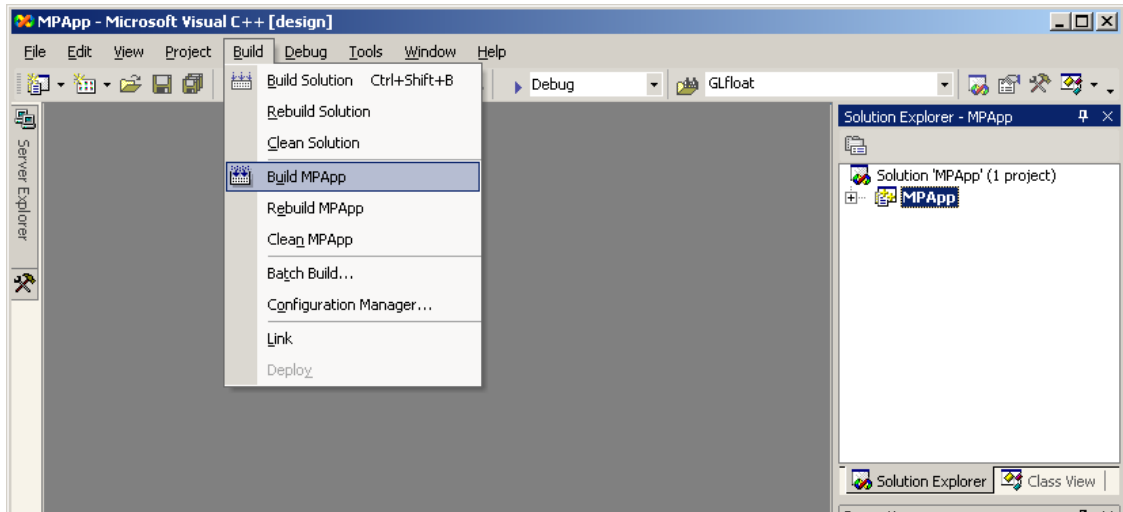 MPApp - Microsoft Visual C++ [design]
File Edit View Project Build Debug Tools Window Help
Debug GLfloat
Build Solution Ctrl+Shift+B
Rebuild Solution
Clean Solution
Build MPApp
Rebuild MPApp
Clean MPApp
Batch Build...
Configuration Manager...
Link
Deploy
Server Explorer
Solution Explorer - MPApp
Solution 'MPApp' (1 project)
MPApp
Solution Explorer Class View